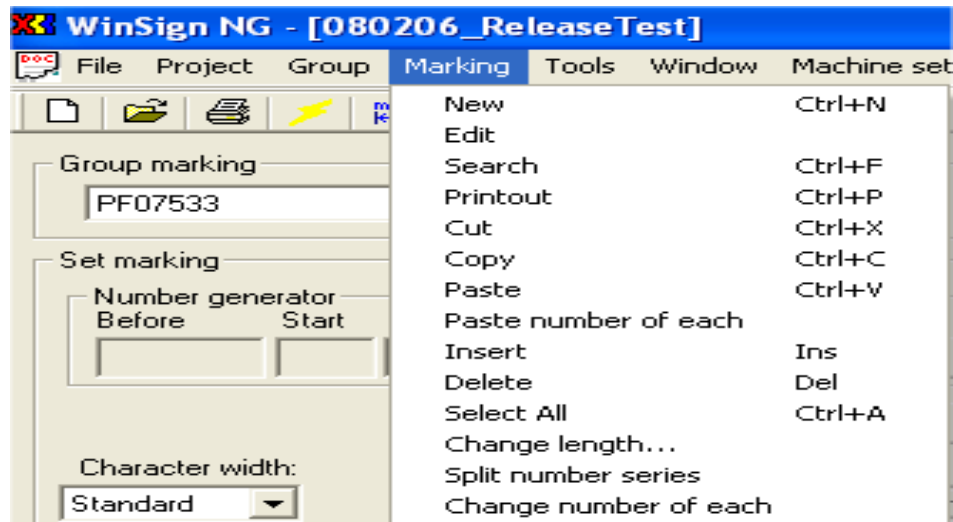 WinSign NG - [080206_ReleaseTest]
DOC File Project Group Marking Tools Window Machine set
New Ctrl+N
Edit
Search Ctrl+F
Printout Ctrl+P
Cut Ctrl+X
Copy Ctrl+C
Paste Ctrl+V
Paste number of each
Insert Ins
Delete Del
Select All Ctrl+A
Change length...
Split number series
Change number of each
Group marking
PF07533
Set marking
Number generator
Before Start
Character width:
Standard